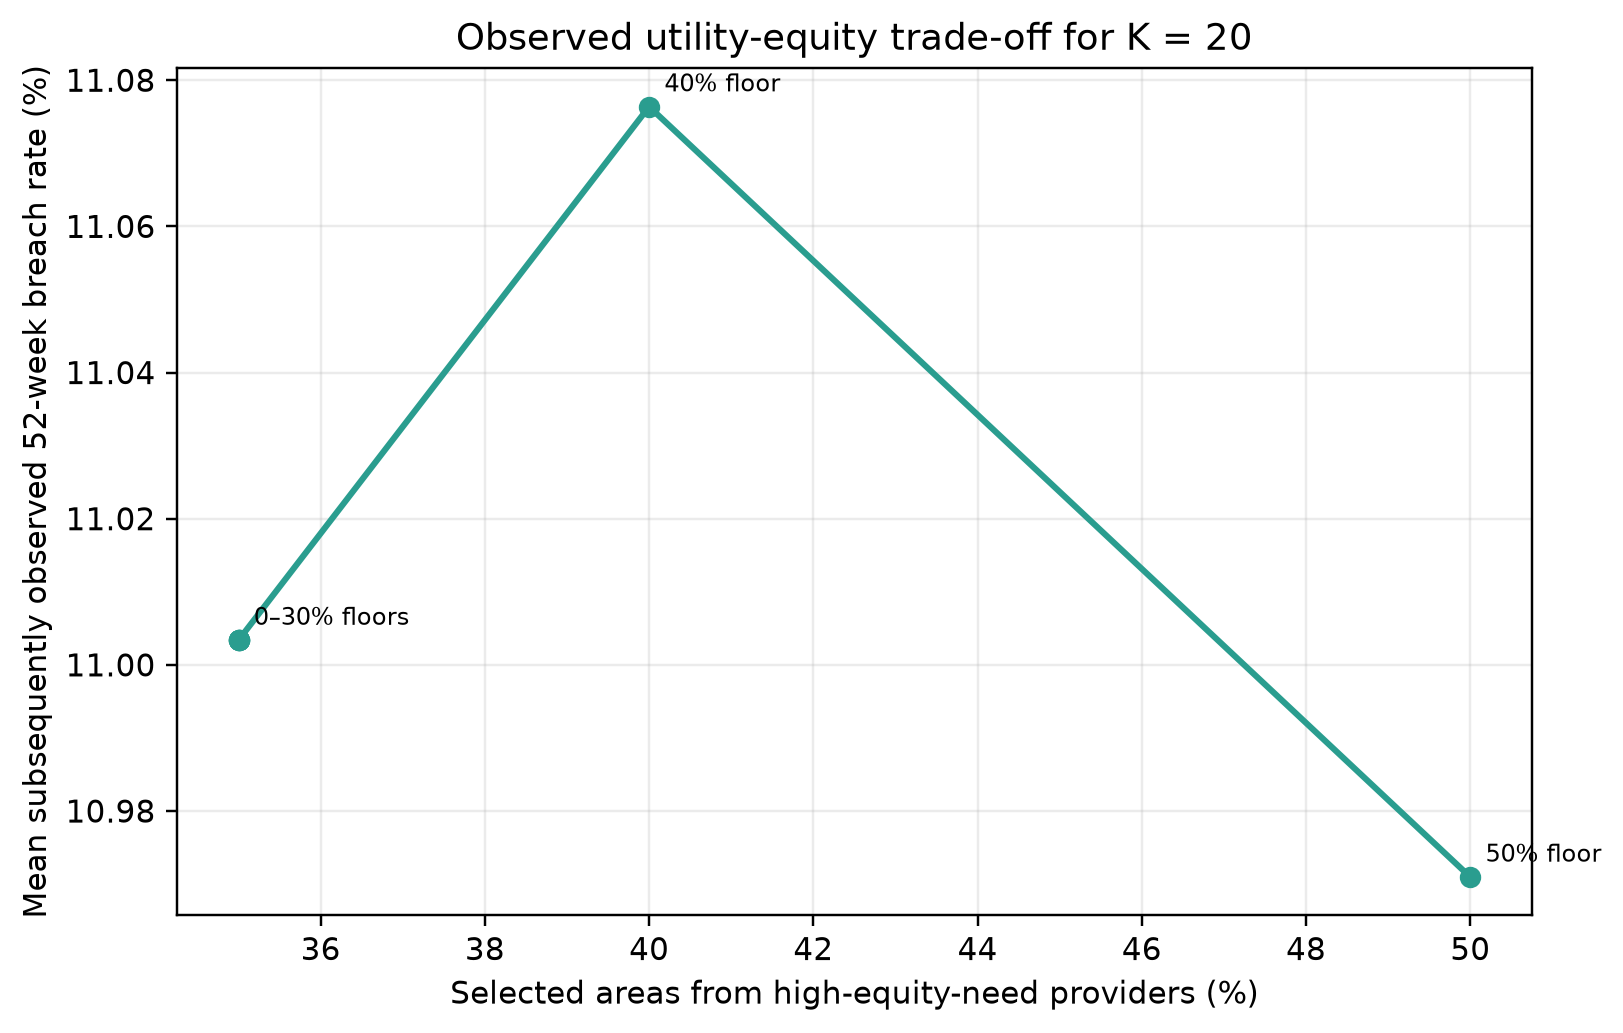 Observed utility-equity trade-off for K = 20
Mean subsequently observed 52-week breach rate (%)
11.08
11.06
11.04
11.02
11.00
10.98
40% floor
0–30% floors
50% floor
36 38 40 42 44 46 48 50
Selected areas from high-equity-need providers (%)